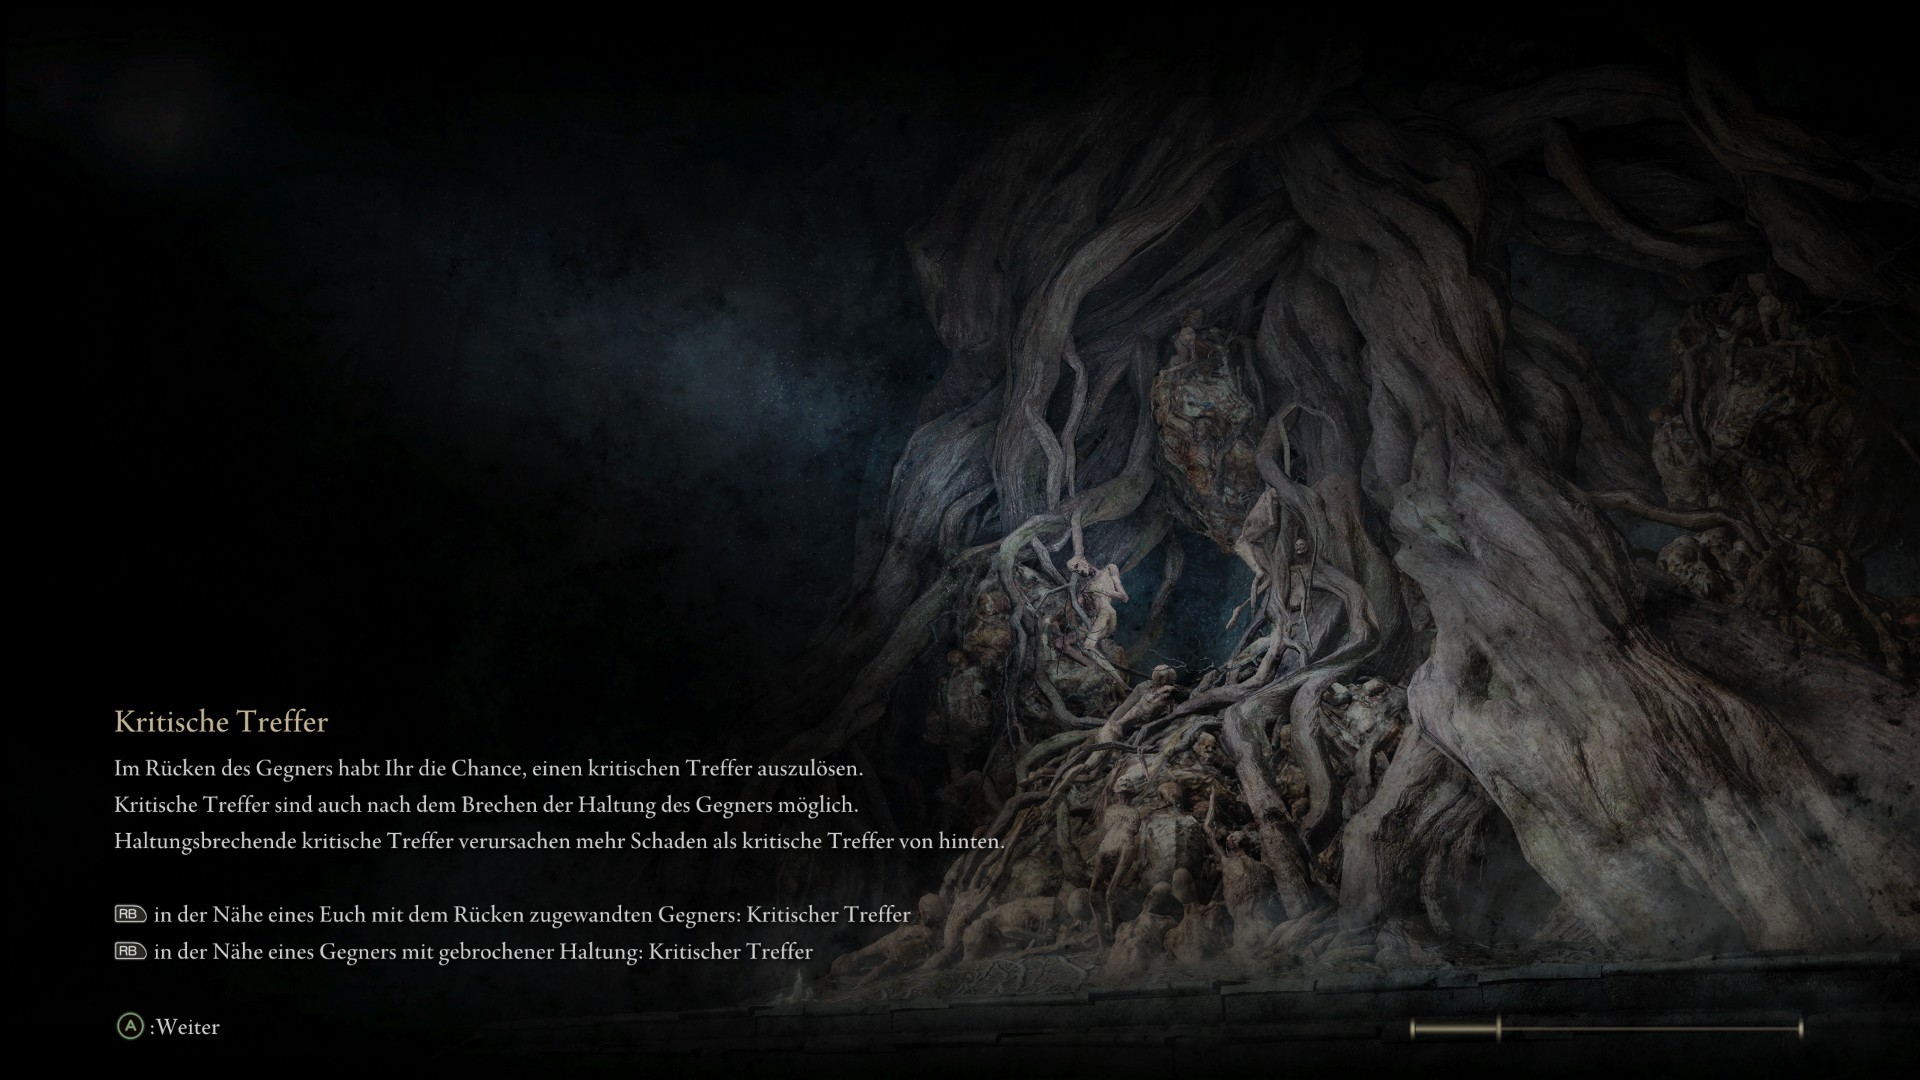 Kritische Treffer
Im Rücken des Gegners habt Ihr die Chance, einen kritischen Treffer auszulösen.
Kritische Treffer sind auch nach dem Brechen der Haltung des Gegners möglich.
Haltungsbrechende kritische Treffer verursachen mehr Schaden als kritische Treffer von hinten.
RB in der Nähe eines Euch mit dem Rücken zugewandten Gegners: Kritischer Treffer
RB in der Nähe eines Gegners mit gebrochener Haltung: Kritischer Treffer
A :Weiter